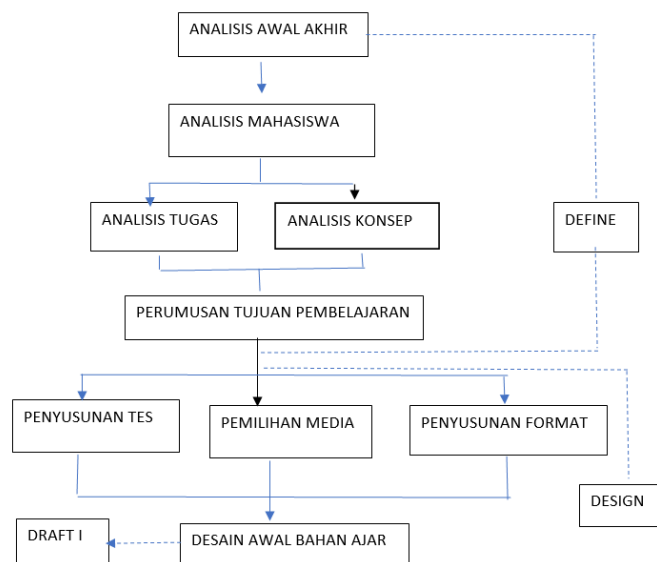 ANALISIS AWAL AKHIR
ANALISIS MAHASISWA
ANALISIS TUGAS
ANALISIS KONSEP
DEFINE
PERUMUSAN TUJUAN PEMBELAJARAN
PENYUSUNAN TES
PEMILIHAN MEDIA
PENYUSUNAN FORMAT
DESIGN
DRAFT I
DESAIN AWAL BAHAN AJAR